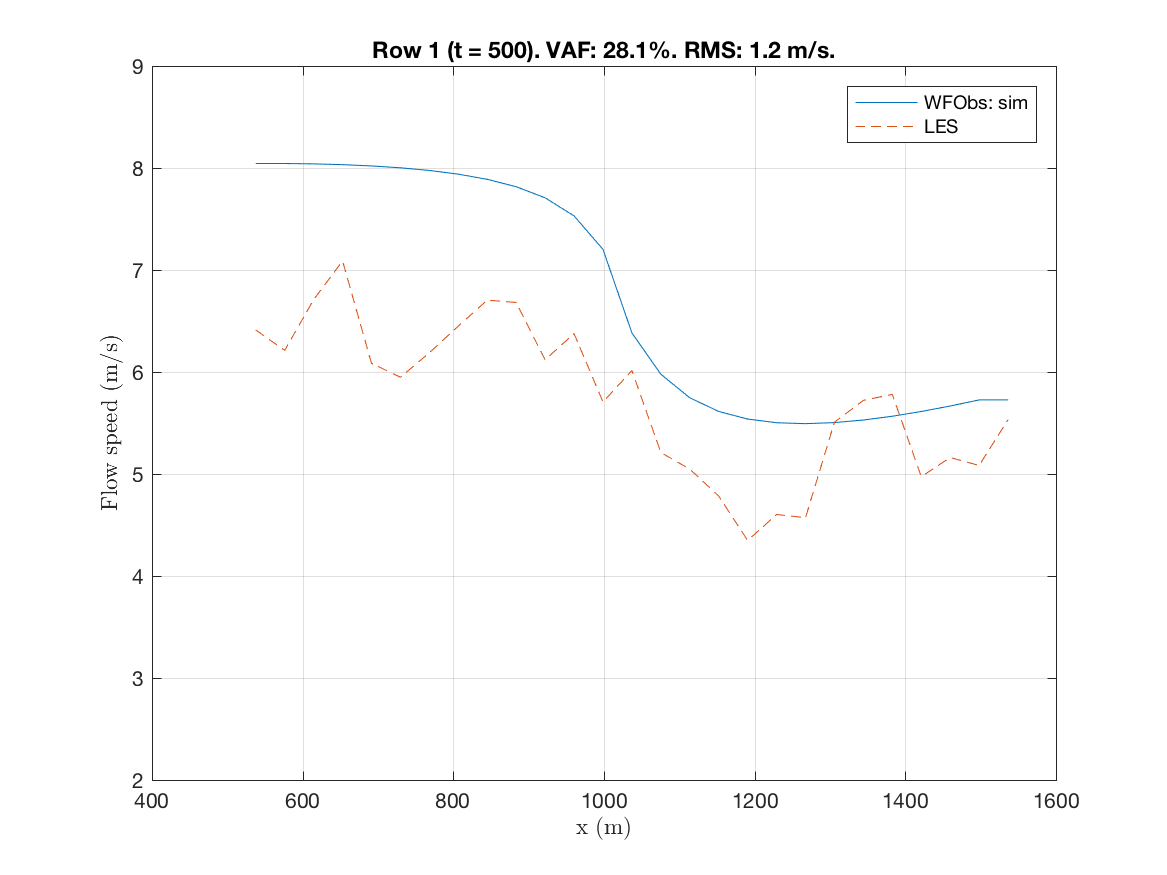 Row 1 (t = 500). VAF: 28.1%. RMS: 1.2 m/s.
WFObs: sim
LES
Flow speed (m/s)
9
8
7
6
5
4
3
2
400 600 800 1000 1200 1400 1600
x (m)